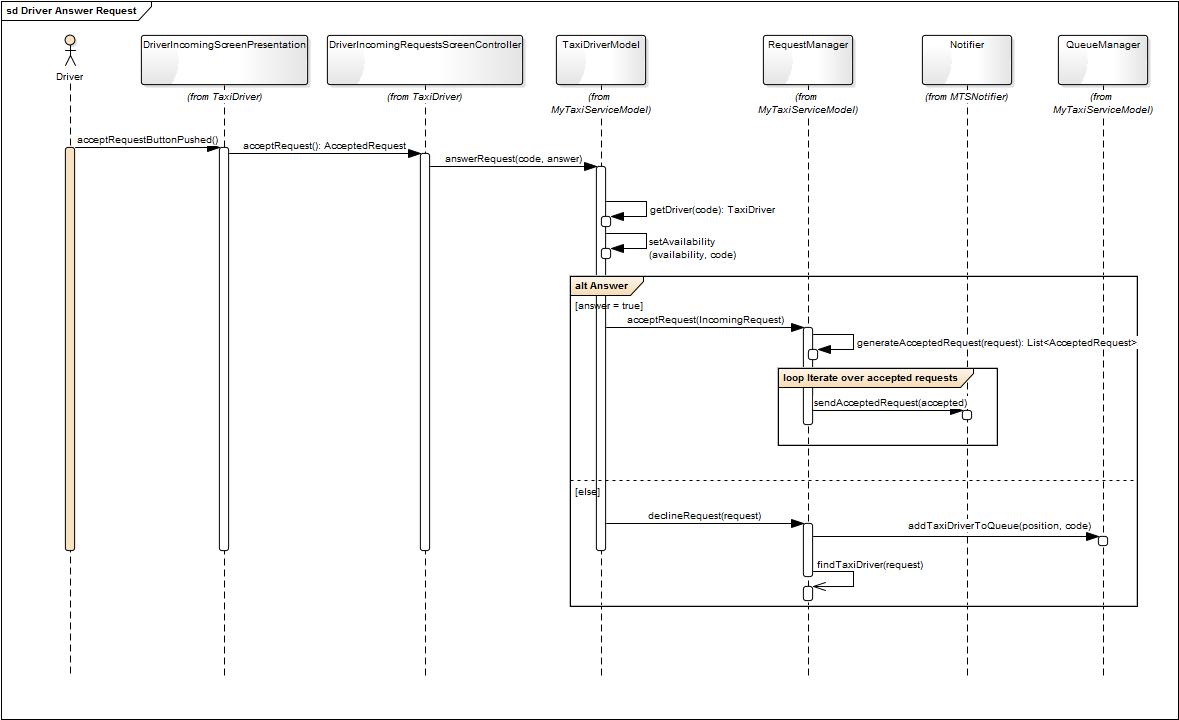 sd Driver Answer Request
Driver
DriverIncomingScreenPresentation
(from TaxiDriver)
DriverIncomingRequestsScreenController
(from TaxiDriver)
TaxiDriverModel
(from
MyTaxiServiceModel)
RequestManager
(from
MyTaxiServiceModel)
Notifier
(from MTSNotifier)
QueueManager
(from
MyTaxiServiceModel)
acceptRequestButtonPushed()
acceptRequest(): AcceptedRequest
answerRequest(code, answer)
getDriver(code): TaxiDriver
setAvailability
(availability, code)
alt Answer
[answer = true]
acceptRequest(IncomingRequest)
generateAcceptedRequest(request): List<AcceptedRequest>
loop Iterate over accepted requests
sendAcceptedRequest(accepted)
[else]
declineRequest(request)
addTaxiDriverToQueue(position, code)
findTaxiDriver(request)